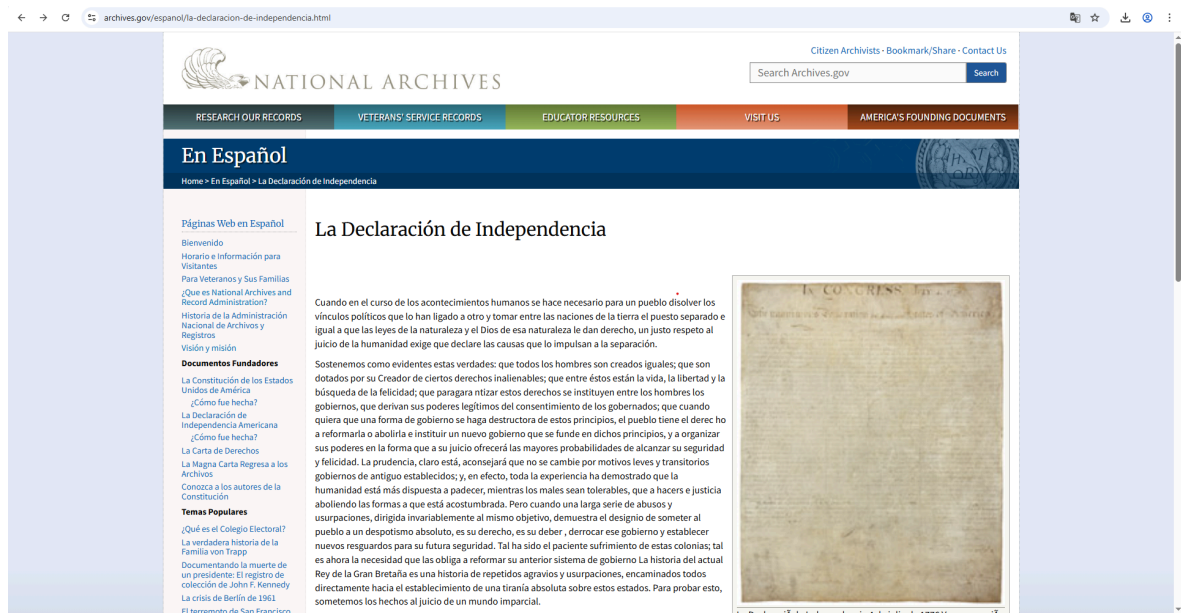 archives.gov/espanol/la-declaracion-de-independencia.html
NATIONAL ARCHIVES
Citizen Archivists · Bookmark/Share · Contact Us
Search Archives.gov
Search
RESEARCH OUR RECORDS
VETERANS' SERVICE RECORDS
EDUCATOR RESOURCES
VISIT US
AMERICA'S FOUNDING DOCUMENTS
En Español
Home > En Español > La Declaración de Independencia
Páginas Web en Español
Bienvenido
Horario e Información para
Visitantes
Para Veteranos y Sus Familias
¿Que es National Archives and
Record Administration?
Historia de la Administración
Nacional de Archivos y
Registros
Visión y misión
Documentos Fundadores
La Constitución de los Estados
Unidos de América
¿Cómo fue hecha?
La Declaración de
Independencia Americana
¿Cómo fue hecha?
La Carta de Derechos
La Magna Carta Regresa a los
Archivos
Conozca a los autores de la
Constitución
Temas Populares
¿Qué es el Colegio Electoral?
La verdadera historia de la
Familia von Trapp
Documentando la muerte de
un presidente: El registro de
colección de John F. Kennedy
La crisis de Berlín de 1961
El terremoto de San Francisco
La Declaración de Independencia
Cuando en el curso de los acontecimientos humanos se hace necesario para un pueblo disolver los
vínculos políticos que lo han ligado a otro y tomar entre las naciones de la tierra el puesto separado e
igual a que las leyes de la naturaleza y el Dios de esa naturaleza le dan derecho, un justo respeto al
juicio de la humanidad exige que declare las causas que lo impulsan a la separación.
Sostenemos como evidentes estas verdades: que todos los hombres son creados iguales; que son
dotados por su Creador de ciertos derechos inalienables; que entre éstos están la vida, la libertad y la
búsqueda de la felicidad; que paragara ntizar estos derechos se instituyen entre los hombres los
gobiernos, que derivan sus poderes legítimos del consentimiento de los gobernados; que cuando
quiera que una forma de gobierno se haga destructora de estos principios, el pueblo tiene el derec ho
a reformarla o abolirla e instituir un nuevo gobierno que se funde en dichos principios, y a organizar
sus poderes en la forma que a su juicio ofrecerá las mayores probabilidades de alcanzar su seguridad
y felicidad. La prudencia, claro está, aconsejará que no se cambie por motivos leves y transitorios
gobiernos de antiguo establecidos; y, en efecto, toda la experiencia ha demostrado que la
humanidad está más dispuesta a padecer, mientras los males sean tolerables, que a hacers e justicia
aboliendo las formas a que está acostumbrada. Pero cuando una larga serie de abusos y
usurpaciones, dirigida invariablemente al mismo objetivo, demuestra el designio de someter al
pueblo a un despotismo absoluto, es su derecho, es su deber , derrocar ese gobierno y establecer
nuevos resguardos para su futura seguridad. Tal ha sido el paciente sufrimiento de estas colonias; tal
es ahora la necesidad que las obliga a reformar su anterior sistema de gobierno La historia del actual
Rey de la Gran Bretaña es una historia de repetidos agravios y usurpaciones, encaminados todos
directamente hacia el establecimiento de una tiranía absoluta sobre estos estados. Para probar esto,
sometemos los hechos al juicio de un mundo imparcial.
IN CONGRESS